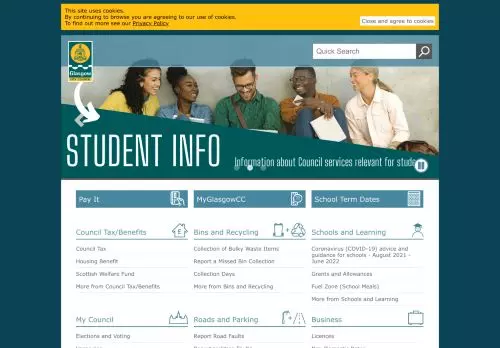 This site uses cookies.
By continuing to browse you are agreeing to our use of cookies.
To find out more see our Privacy Policy
Close and agree to cookies
Quick Search
Glasgow
CITY COUNCIL
STUDENT INFO
Information about Council services relevant for stude
Pay It
MyGlasgowCC
School Term Dates
Council Tax/Benefits
Bins and Recycling
Schools and Learning
Council Tax
Housing Benefit
Scottish Welfare Fund
More from Council Tax/Benefits
Collection of Bulky Waste Items
Report a Missed Bin Collection
Collection Days
More from Bins and Recycling
Coronavirus (COVID-19) advice and
guidance for schools - August 2021 -
June 2022
Grants and Allowances
Fuel Zone (School Meals)
More from Schools and Learning
My Council
Roads and Parking
Business
Elections and Voting
Report Road Faults
Licences